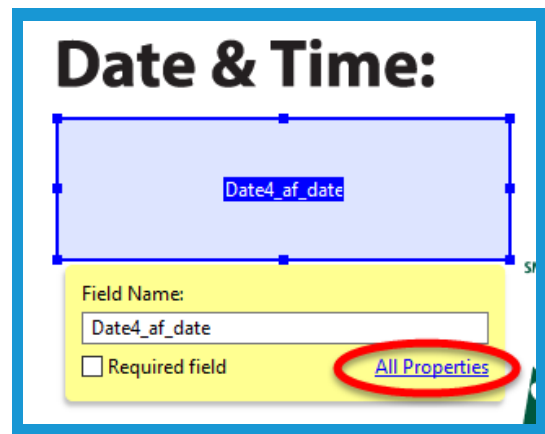 Date & Time:
Date4_af_date
Field Name:
Date4_af_date
Required field
All Properties